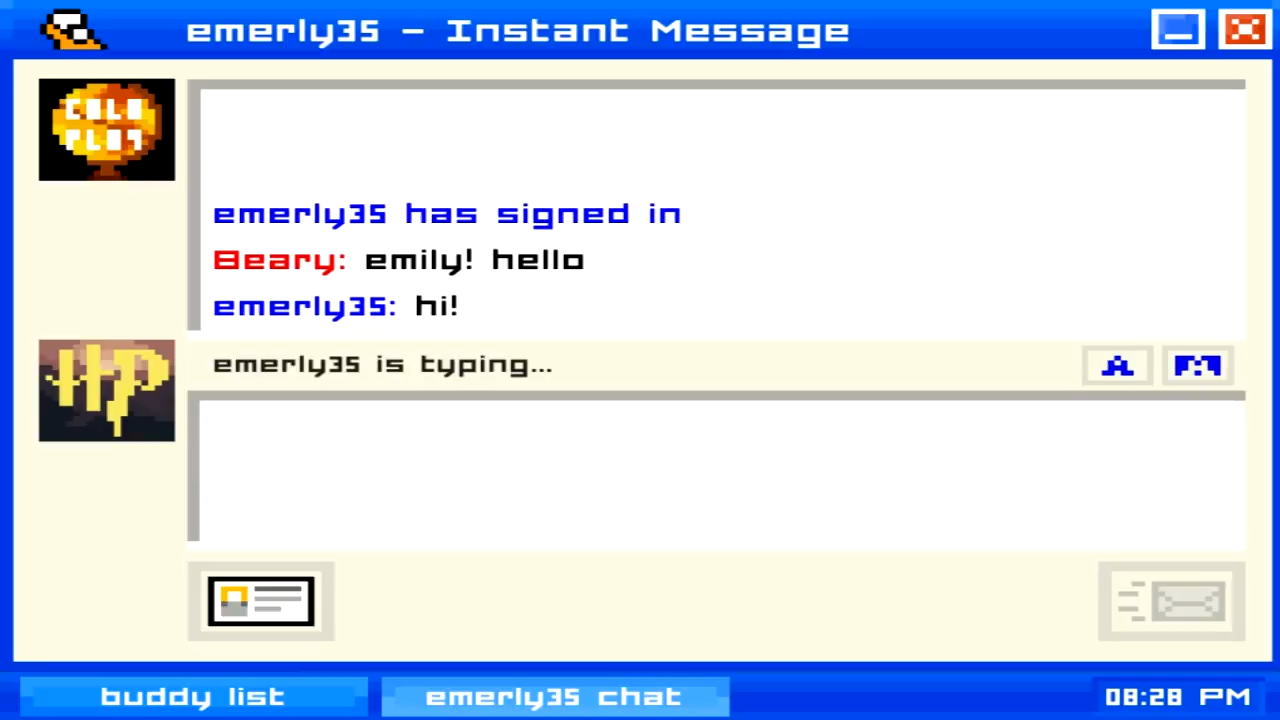 emerly35 - Instant Message
COLD
PLAY
emerly35 has signed in
Beary: emily! hello
emerly35: hi!
HP
emerly35 is typing...
A
buddy list
emerly35 chat
08:28 PM